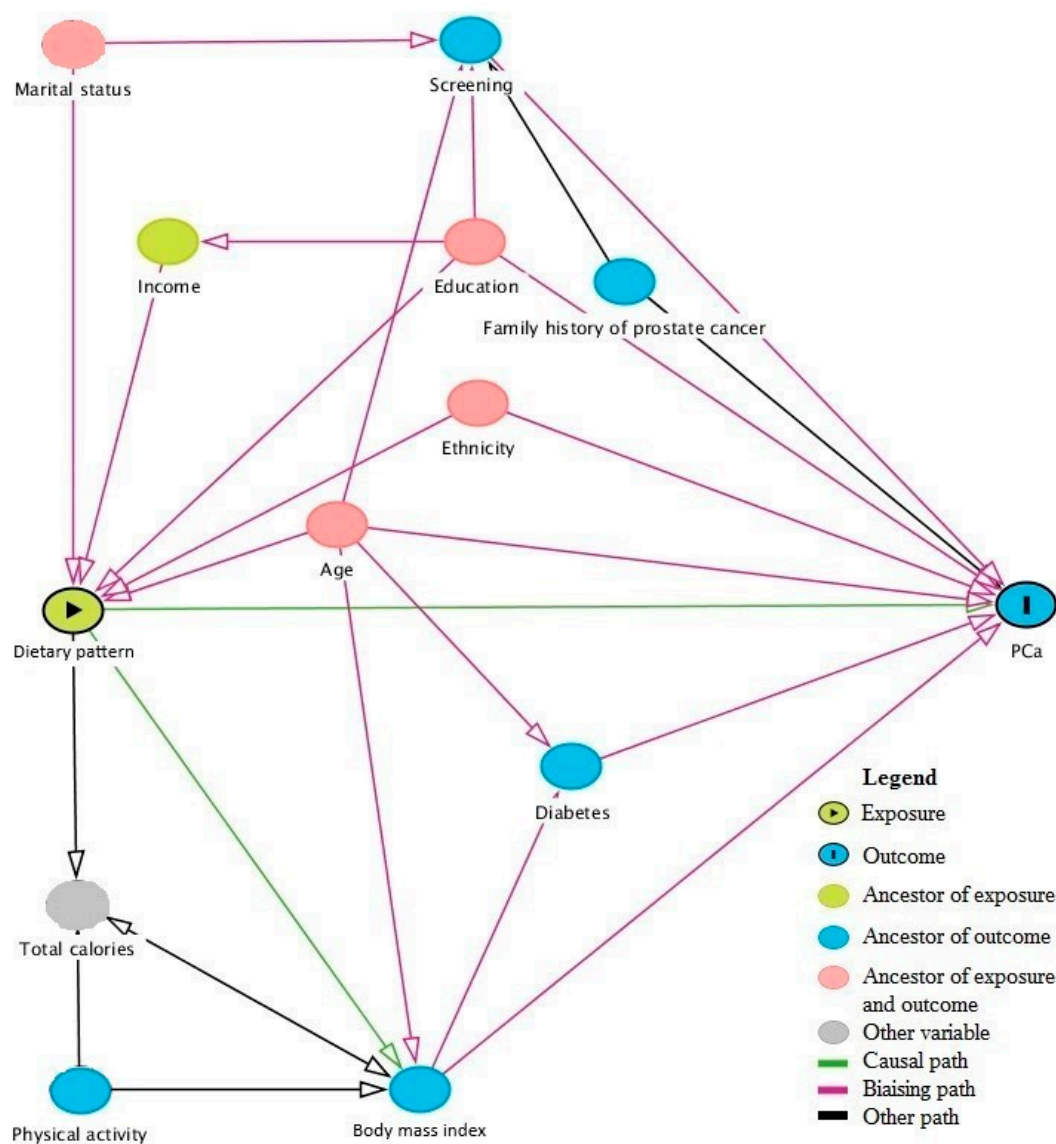 Marital status
Screening
Income
Education
Family history of prostate cancer
Ethnicity
Age
Dietary pattern
PCa
Diabetes
Total calories
Physical activity
Body mass index
Legend
Exposure
Outcome
Ancestor of exposure
Ancestor of outcome
Ancestor of exposure
and outcome
Other variable
Causal path
Biaising path
Other path